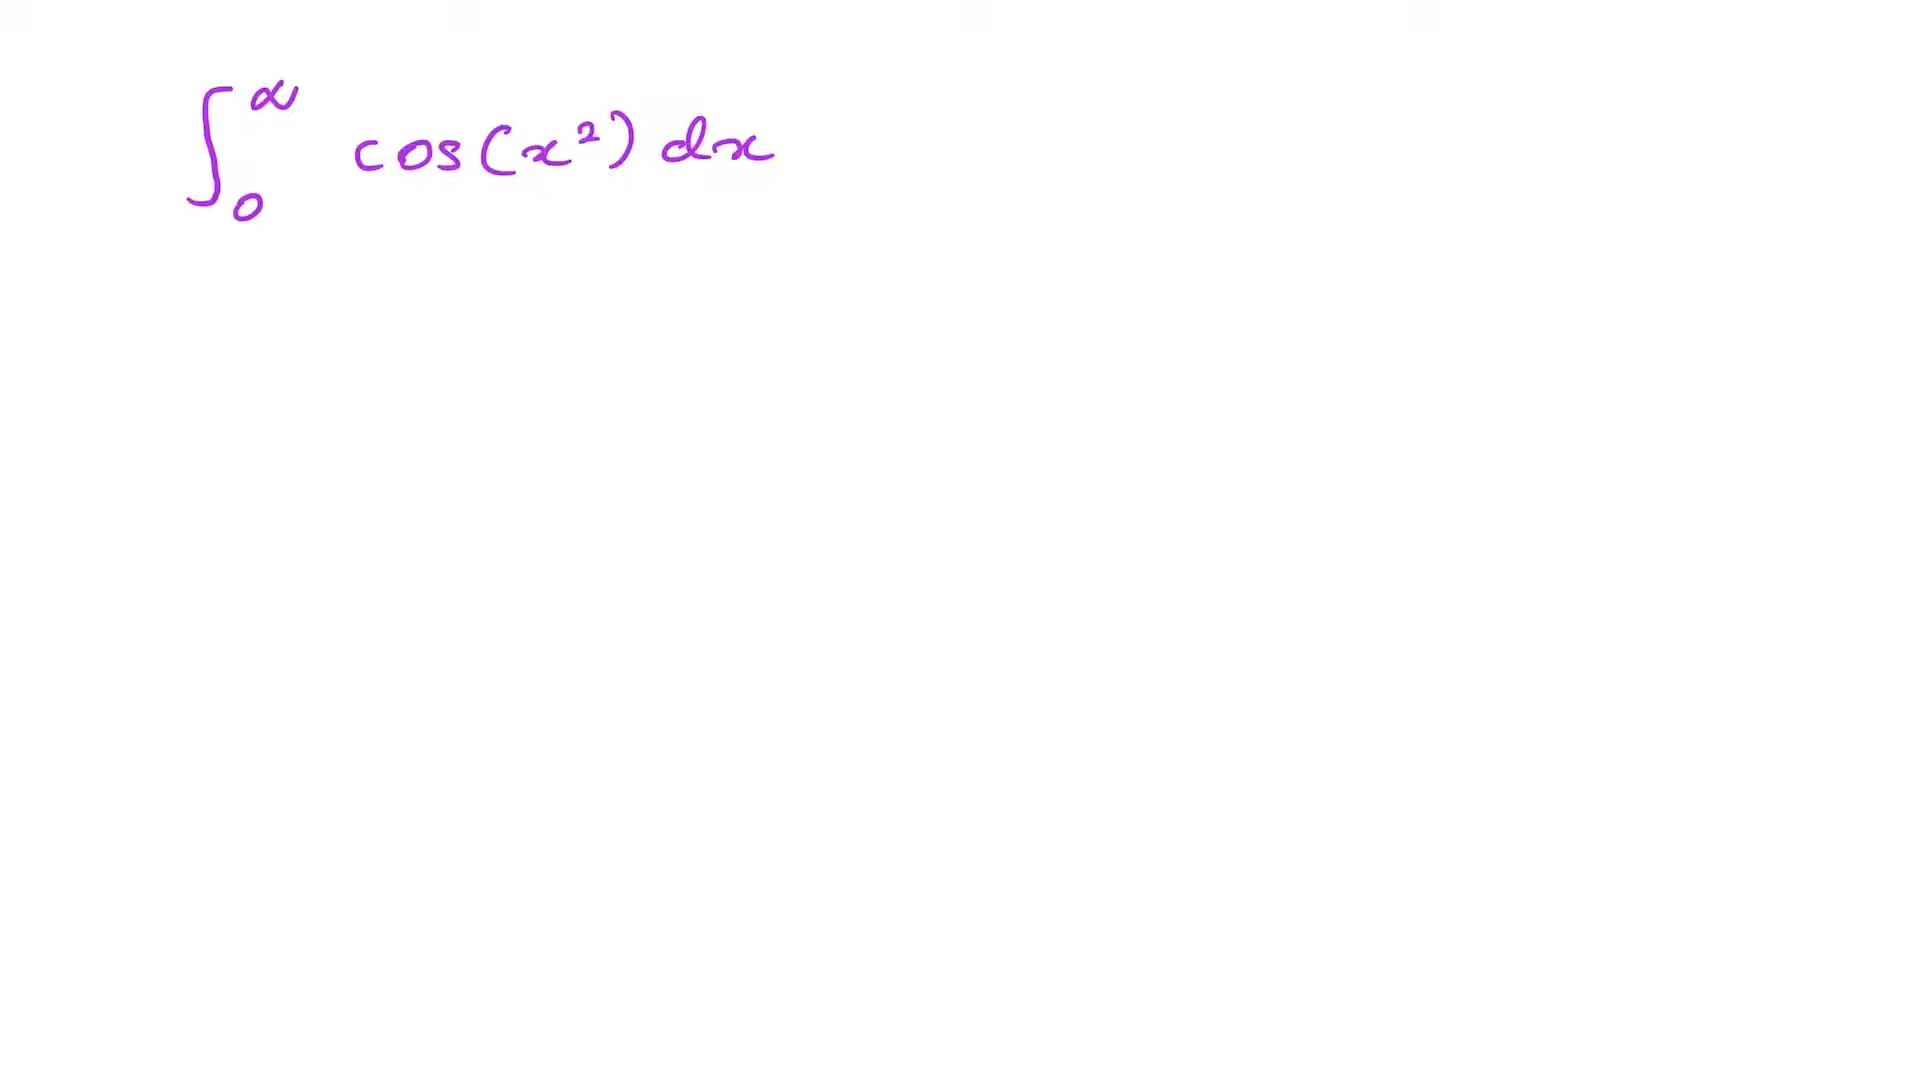 ∫₀^∞ cos(x²) dx